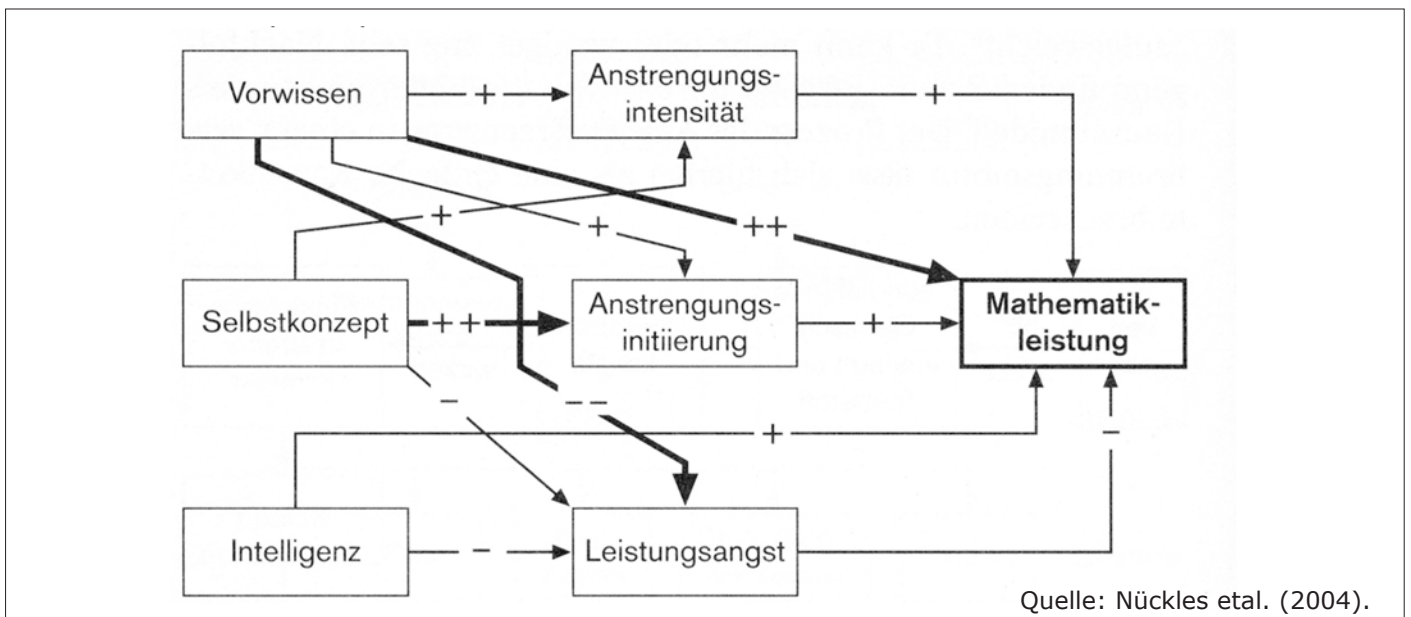 Vorwissen
+
Anstrengungs-
intensität
+
+
+
++
Selbstkonzept
++
Anstrengungs-
initiierung
+
Mathematik-
leistung
-
--
+
-
Intelligenz
-
Leistungsangst
Quelle: Nückles etal. (2004).